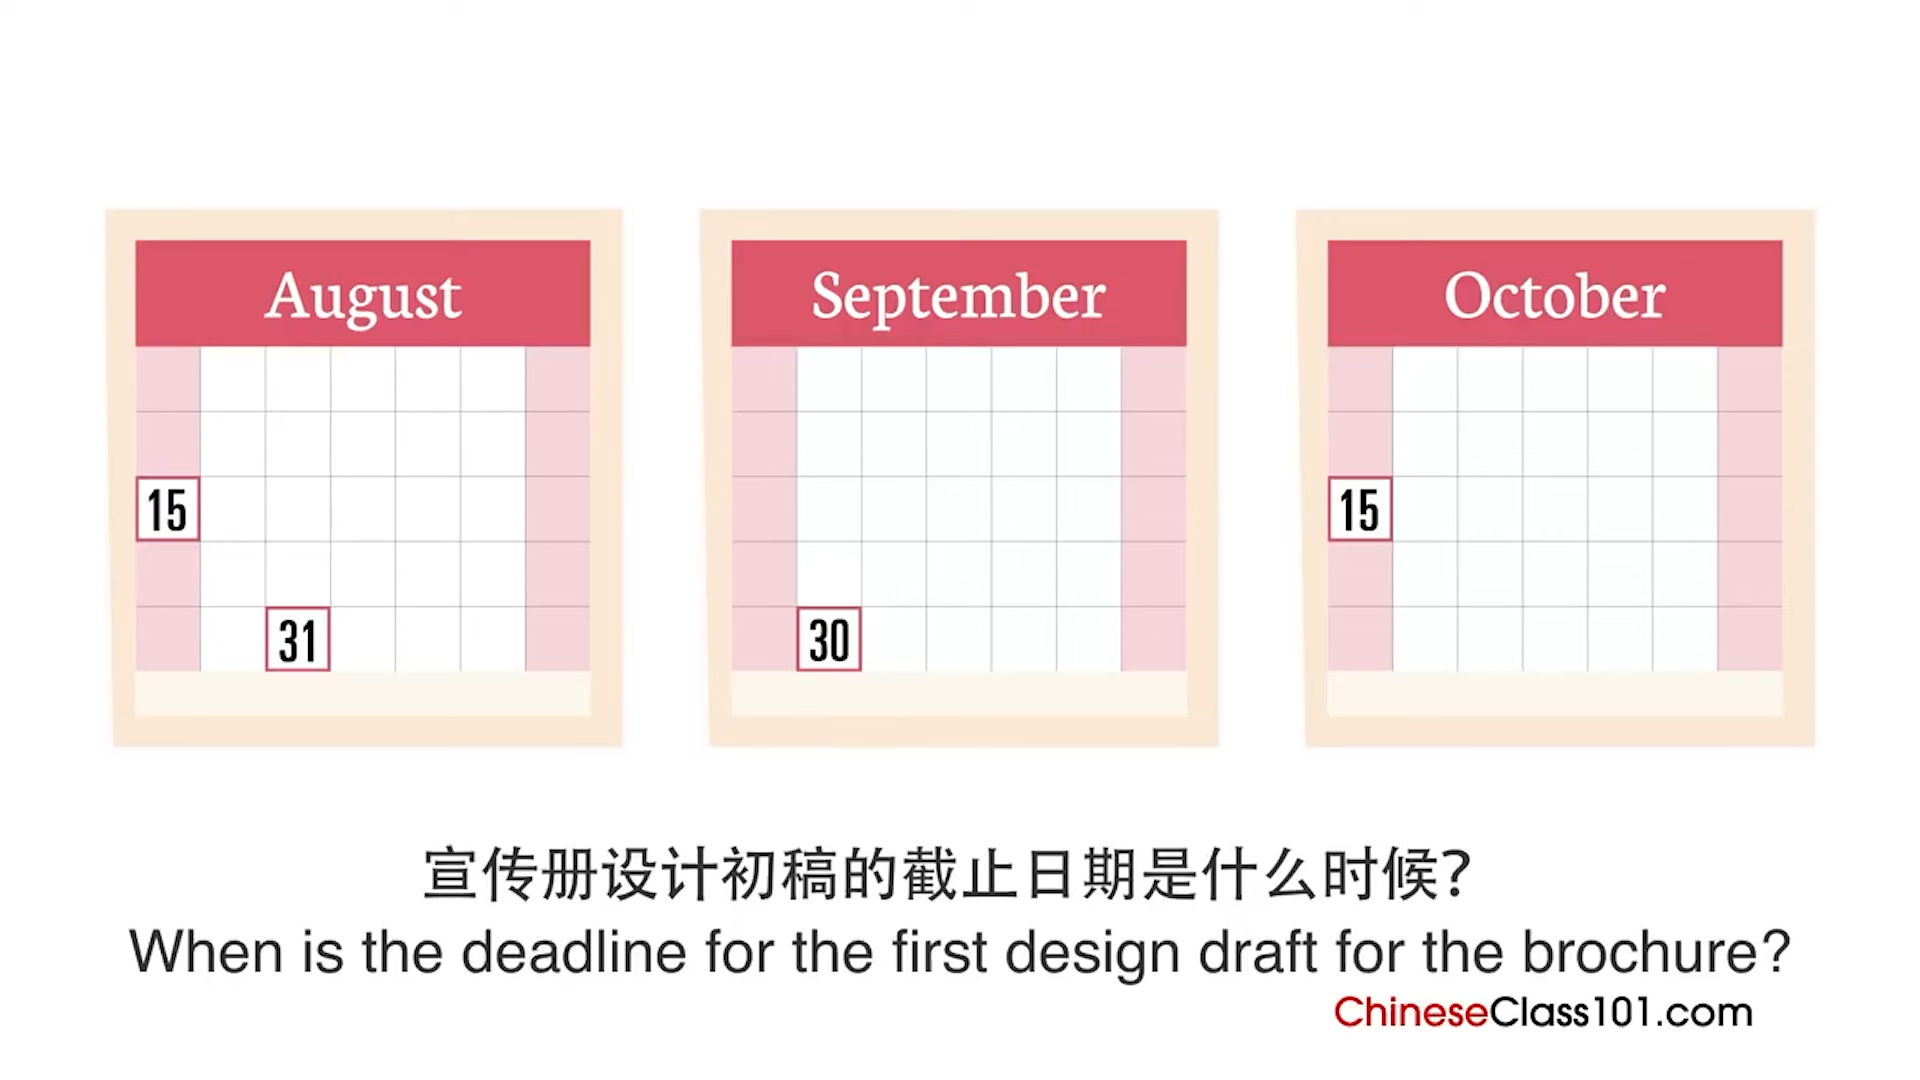 August
September
October
15
15
31
30
宣传册设计初稿的截止日期是什么时候?
When is the deadline for the first design draft for the brochure?
ChineseClass101.com